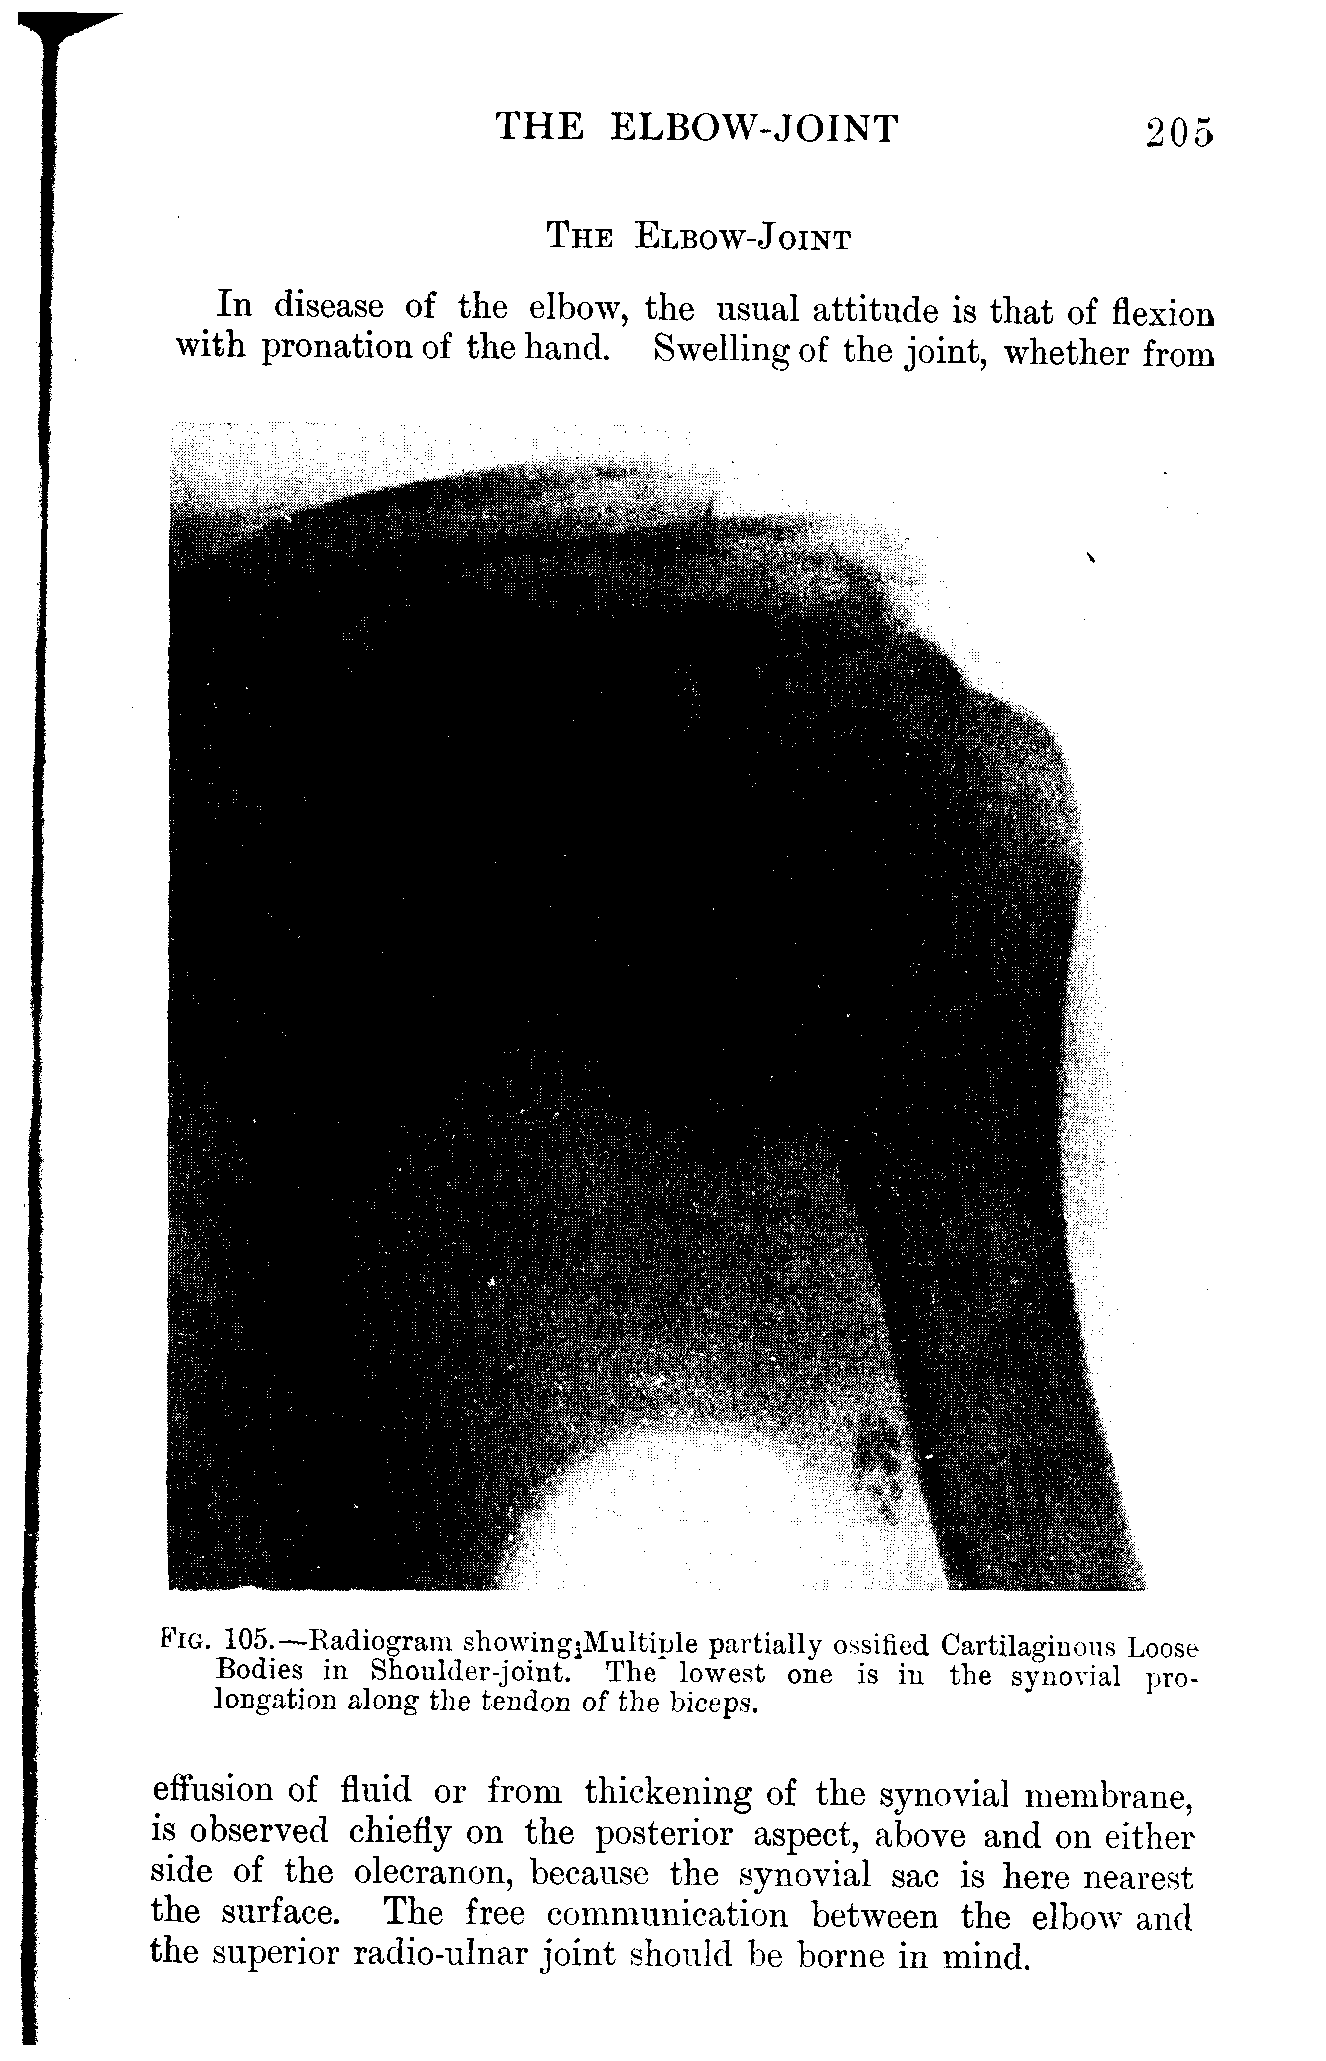 THE ELBOW-JOINT 205
THE ELBOW-JOINT
In disease of the elbow, the usual attitude is that of flexion
with pronation of the hand. Swelling of the joint, whether from
FIG. 105.—Radiogram showing Multiple partially ossified Cartilaginous Loose
Bodies in Shoulder-joint. The lowest one is in the synovial pro-
longation along the tendon of the biceps.
effusion of fluid or from thickening of the synovial membrane,
is observed chiefly on the posterior aspect, above and on either
side of the olecranon, because the synovial sac is here nearest
the surface. The free communication between the elbow and
the superior radio-ulnar joint should be borne in mind.